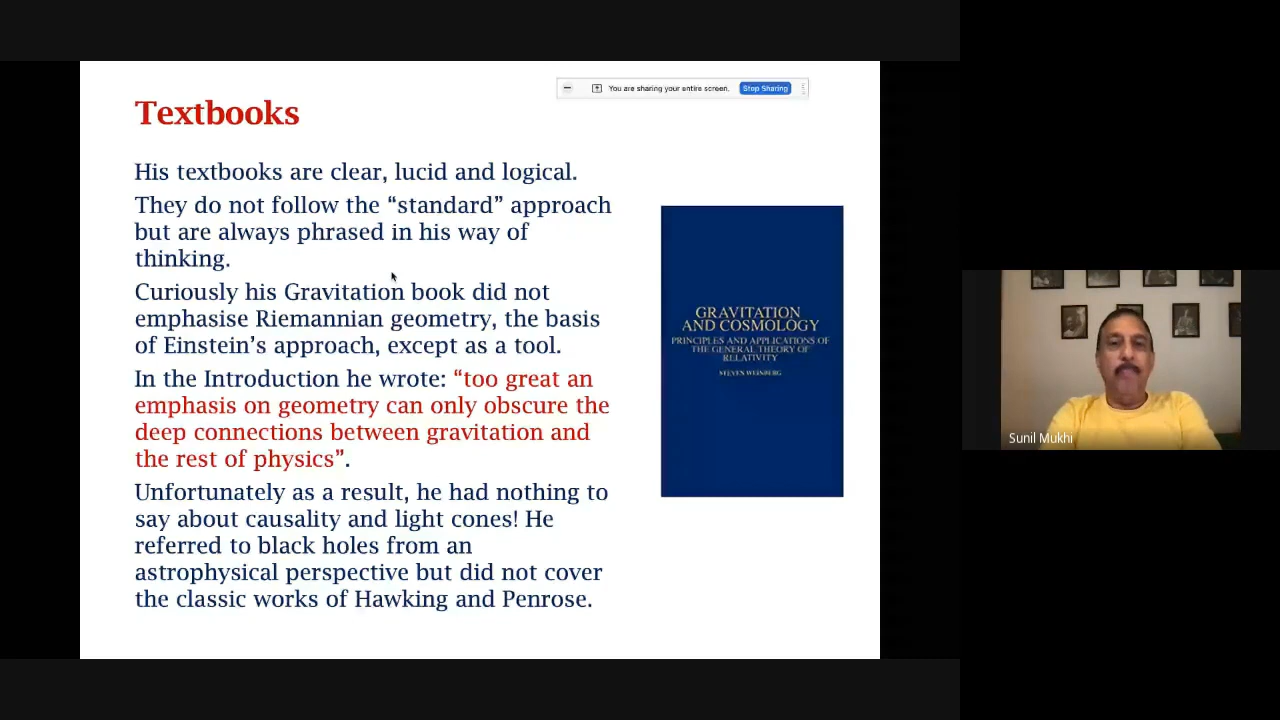 You are sharing your entire screen.
Stop Sharing
Textbooks
His textbooks are clear, lucid and logical.
They do not follow the “standard” approach
but are always phrased in his way of
thinking.
Curiously his Gravitation book did not
emphasise Riemannian geometry, the basis
of Einstein’s approach, except as a tool.
In the Introduction he wrote: “too great an
emphasis on geometry can only obscure the
deep connections between gravitation and
the rest of physics”.
Unfortunately as a result, he had nothing to
say about causality and light cones! He
referred to black holes from an
astrophysical perspective but did not cover
the classic works of Hawking and Penrose.
GRAVITATION
AND COSMOLOGY
PRINCIPLES AND APPLICATIONS OF
THE GENERAL THEORY OF
RELATIVITY
STEVEN WEINBERG
Sunil Mukhi